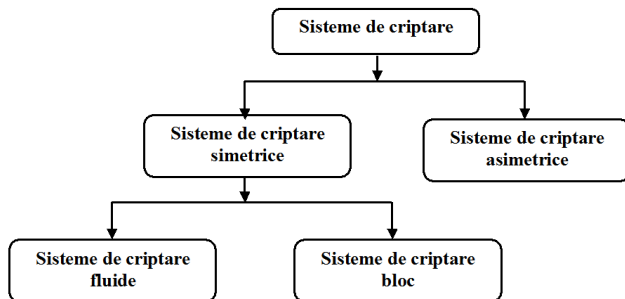 Sisteme de criptare
Sisteme de criptare
simetrice
Sisteme de criptare
asimetrice
Sisteme de criptare
fluide
Sisteme de criptare
bloc